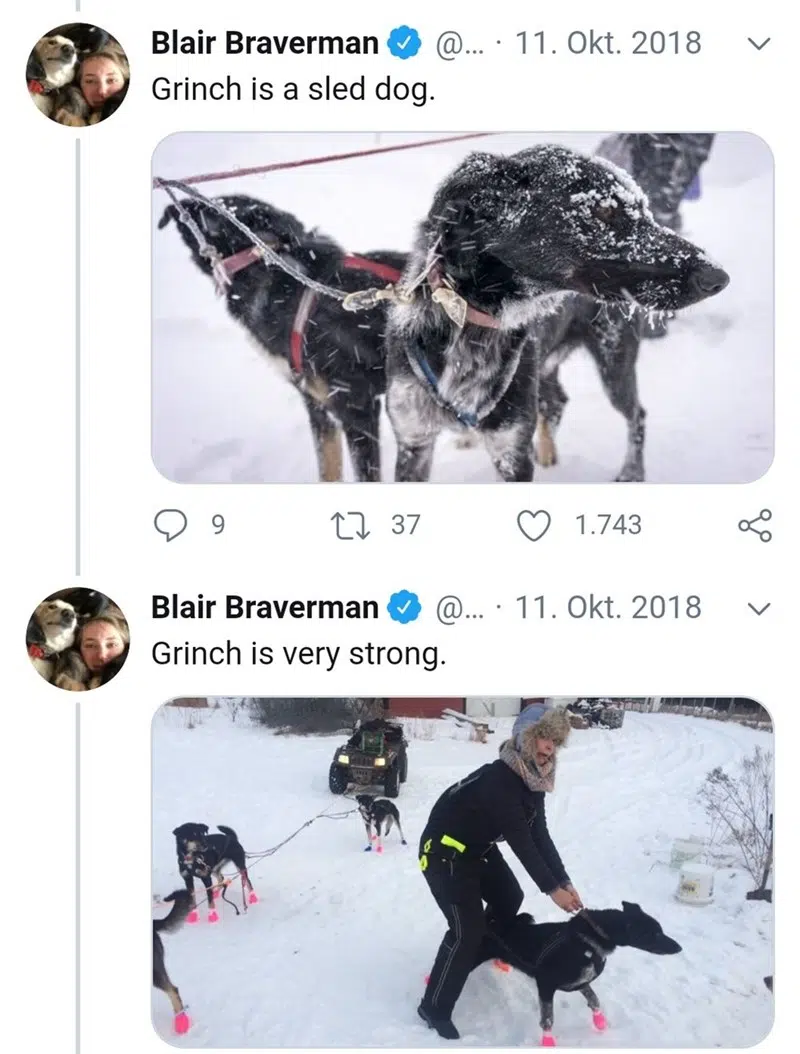 Blair Braverman @... · 11. Okt. 2018
Grinch is a sled dog.
9 37 1.743
Blair Braverman @... · 11. Okt. 2018
Grinch is very strong.